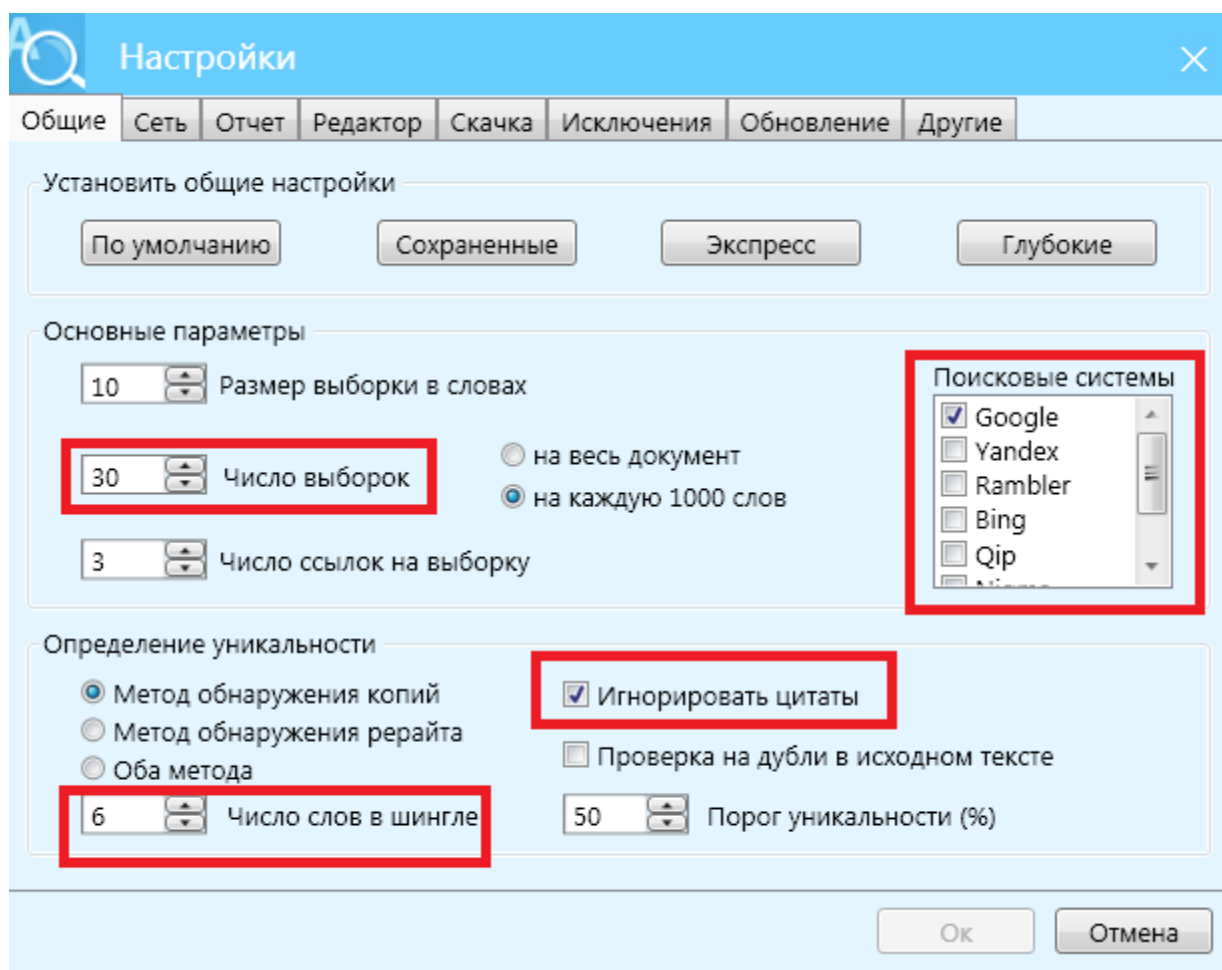 Настройки
Общие Сеть Отчет Редактор Скачка Исключения Обновление Другие
Установить общие настройки
По умолчанию Сохраненные Экспресс Глубокие
Основные параметры
10 Размер выборки в словах
30 Число выборок
на весь документ
на каждую 1000 слов
3 Число ссылок на выборку
Поисковые системы
Google
Yandex
Rambler
Bing
Qip
Определение уникальности
Метод обнаружения копий
Метод обнаружения рерайта
Оба метода
6 Число слов в шингле
Игнорировать цитаты
Проверка на дубли в исходном тексте
50 Порог уникальности (%)
Ок Отмена